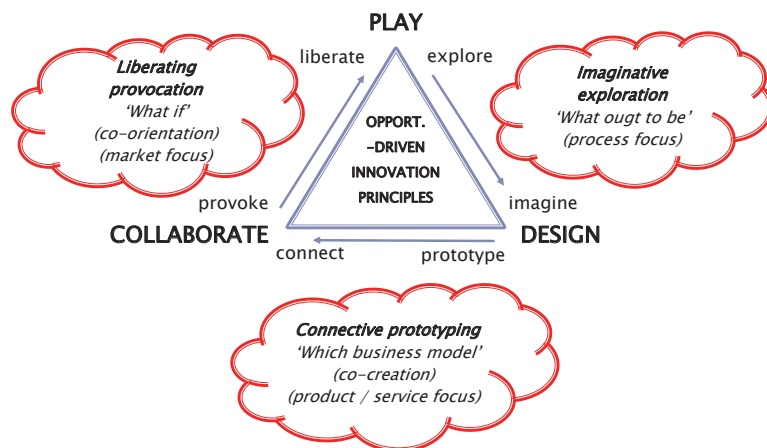 PLAY
liberate
explore
Liberating
provocation
‘What if’
(co-orientation)
(market focus)
Imaginative
exploration
‘What ougt to be’
(process focus)
OPPORT.
–DRIVEN
INNOVATION
PRINCIPLES
provoke
imagine
COLLABORATE
DESIGN
connect
prototype
Connective prototyping
‘Which business model’
(co-creation)
(product / service focus)